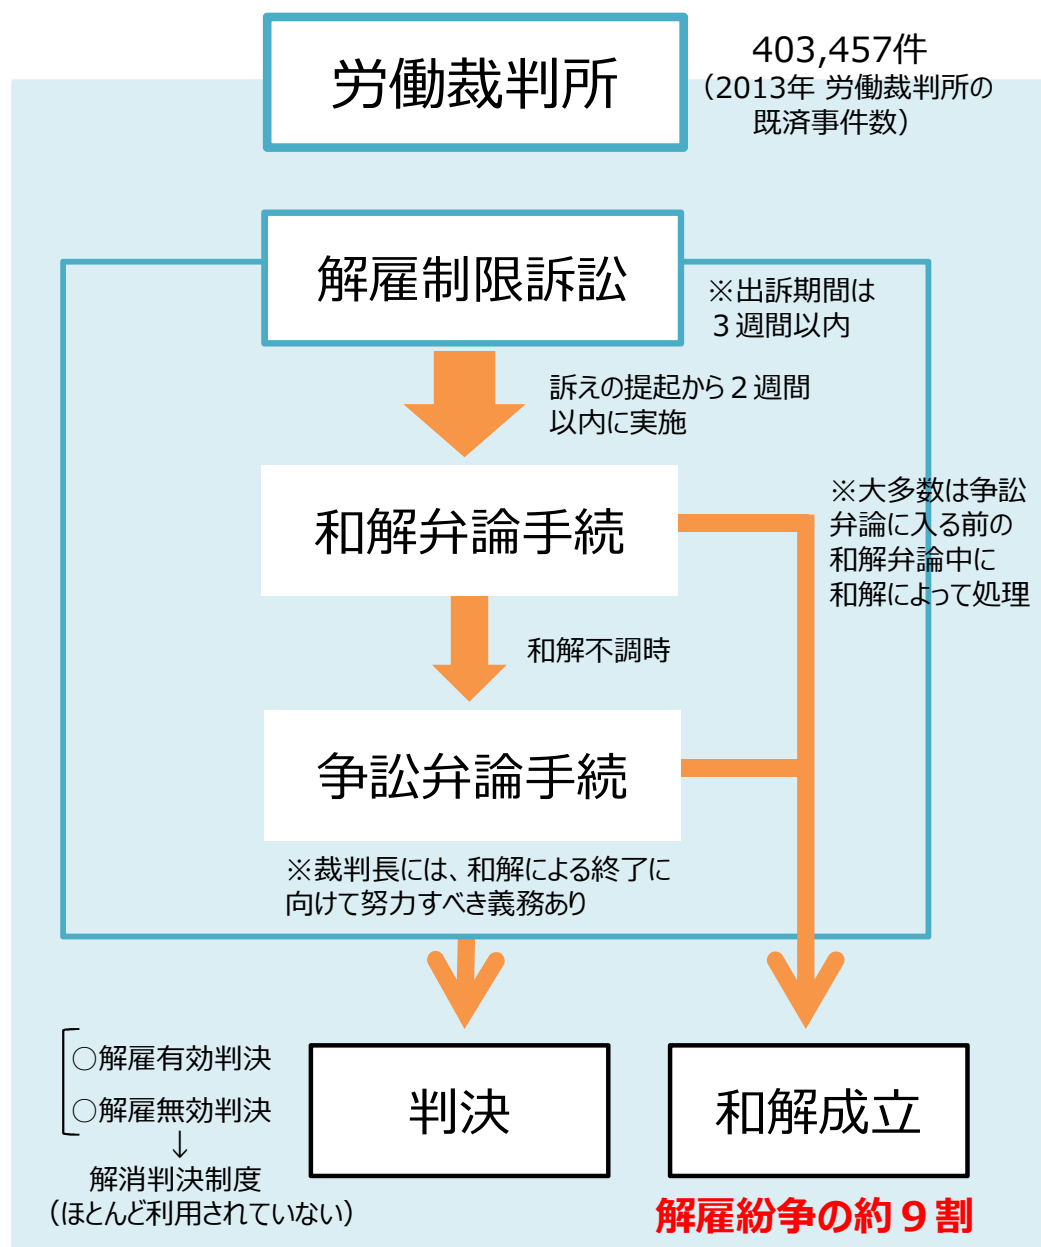 労働裁判所
403,457件
（2013年 労働裁判所の
既済事件数）
解雇制限訴訟
※出訴期間は
３週間以内
訴えの提起から２週間
以内に実施
和解弁論手続
※大多数は争訟
弁論に入る前の
和解弁論中に
和解によって処理
和解不調時
争訟弁論手続
※裁判長には、和解による終了に
向けて努力すべき義務あり
○解雇有効判決
○解雇無効判決
↓
解消判決制度
（ほとんど利用されていない）
判決
和解成立
解雇紛争の約９割